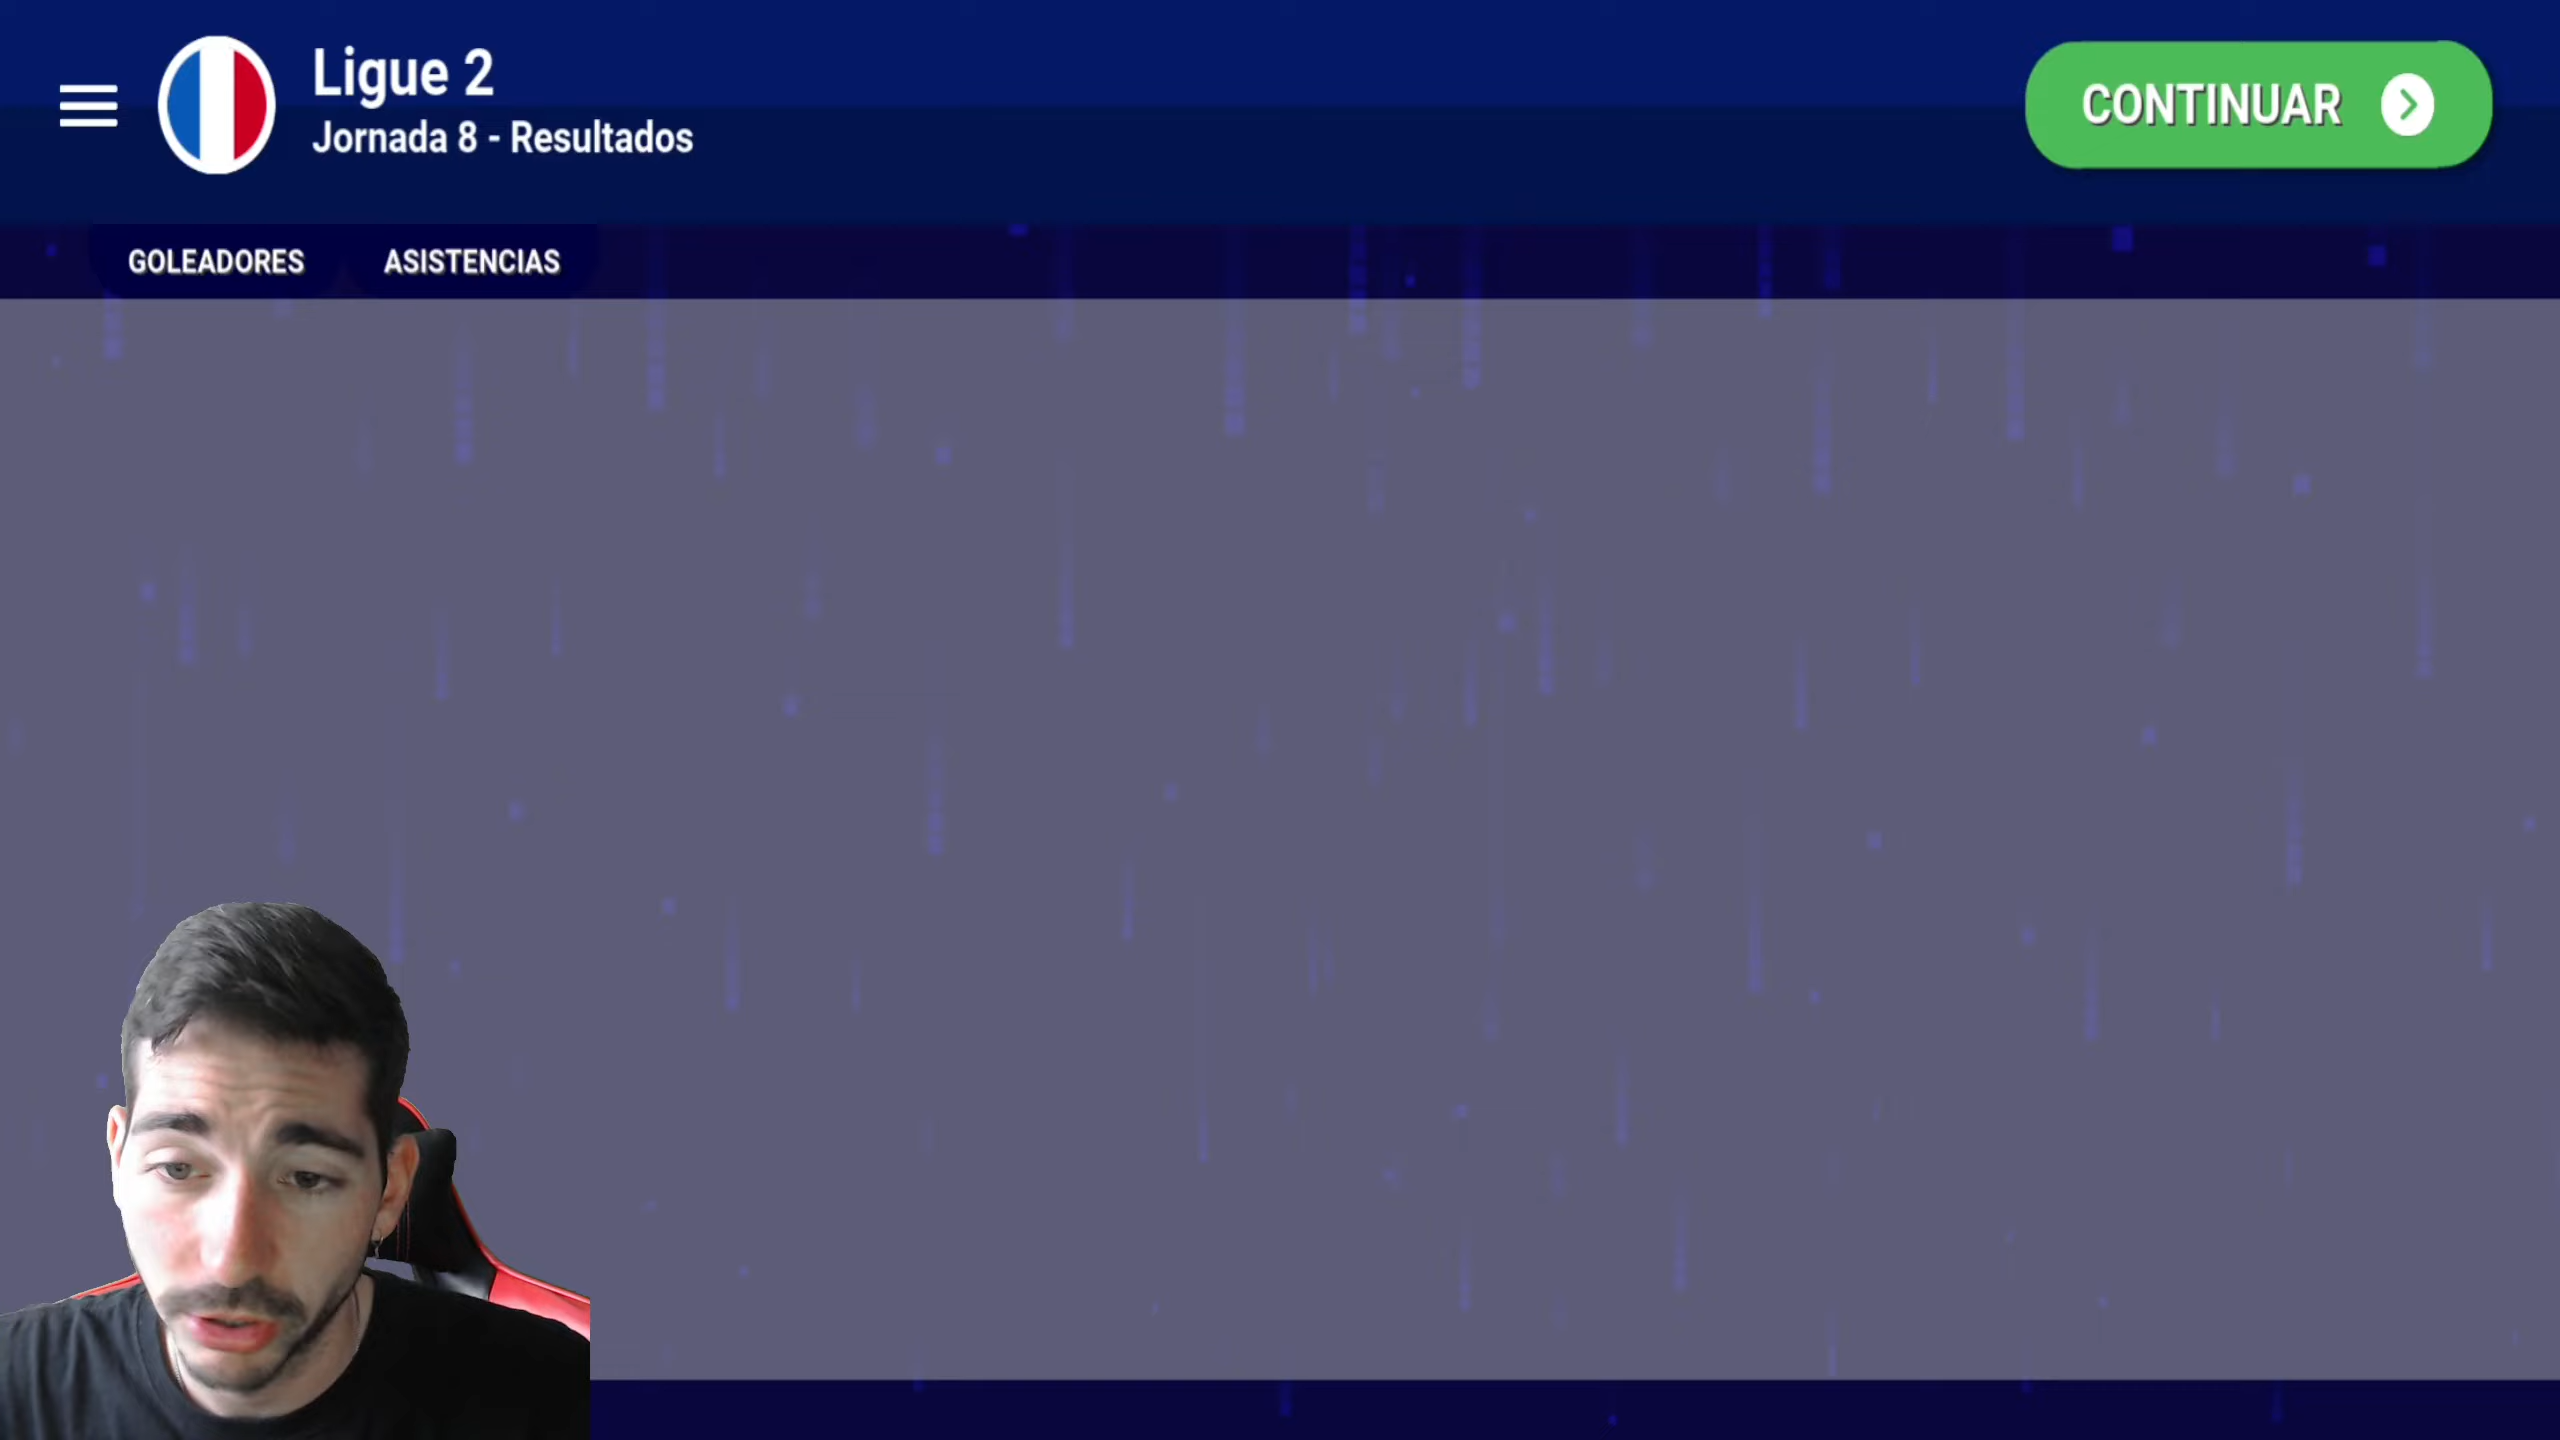 Ligue 2
Jornada 8 - Resultados
CONTINUAR
GOLEADORES
ASISTENCIAS